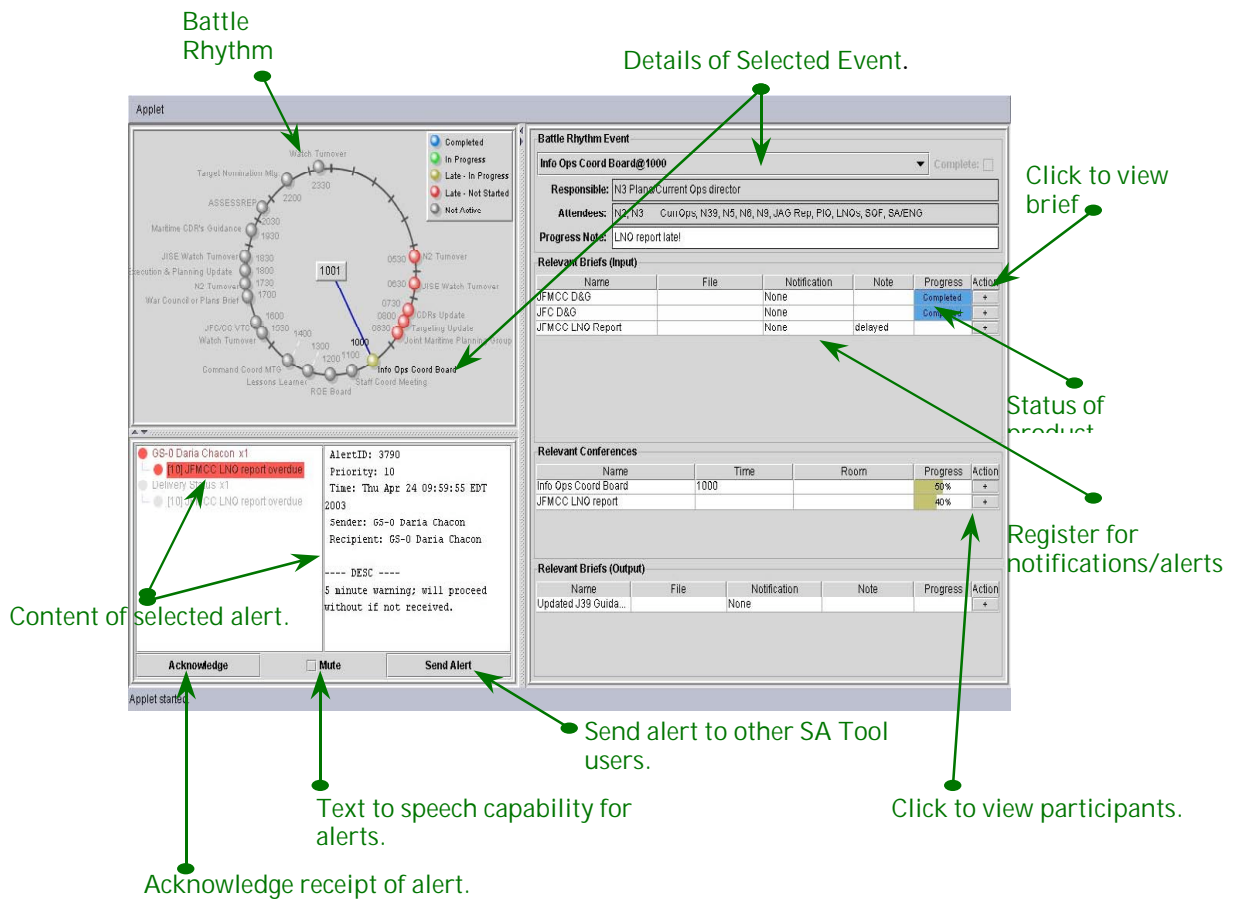 Battle
Rhythm
Details of Selected Event.
Applet
Completed
In Progress
Late - In Progress
Late - Not Started
Not Active
Watch Turnover
2330
Target Nomination Mtg
2200
ASSESSREP
2030
Maritime CDR's Guidance
1930
JISE Watch Turnover
1830
Execution & Planning Update
1800
N2 Turnover
1730
War Council or Plans Brief
1700
1600
JFC/CC VTC
1530
Watch Turnover
1400
1300
Command Coord MTG
1200
Lessons Learned
ROE Board
1100
Staff Coord Meeting
1000
Info Ops Coord Board
1001
0530
N2 Turnover
0630
JISE Watch Turnover
0730
CDRs Update
0800
Targeting Update
0830
Joint Maritime Planning Group
Battle Rhythm Event
Info Ops Coord Board@1000
Complete:
Responsible: N3 Plans/Current Ops director
Attendees: N2, N3 CurrOps, N39, N5, N6, N9, JAG Rep, PIO, LNOs, SOF, SA/ENG
Progress Note: LNO report late!
Relevant Briefs (Input)
Name File Notification Note Progress Action
JFMCC D&G None Completed +
JFC D&G None Completed +
JFMCC LNO Report None delayed +
Relevant Conferences
Name Time Room Progress Action
Info Ops Coord Board 1000 50% +
JFMCC LNO report 40% +
Relevant Briefs (Output)
Name File Notification Note Progress Action
Updated J39 Guida... None +
GS-0 Daria Chacon x1
[10] JFMCC LNO report overdue
Delivery Status x1
[10] JFMCC LNO report overdue
AlertID: 3790
Priority: 10
Time: Thu Apr 24 09:59:55 EDT
2003
Sender: GS-0 Daria Chacon
Recipient: GS-0 Daria Chacon
---- DESC ----
5 minute warning; will proceed
without if not received.
Acknowledge
Mute
Send Alert
Applet started.
Click to view
brief
Status of
product
Register for
notifications/alerts
Content of selected alert.
Send alert to other SA Tool
users.
Text to speech capability for
alerts.
Click to view participants.
Acknowledge receipt of alert.